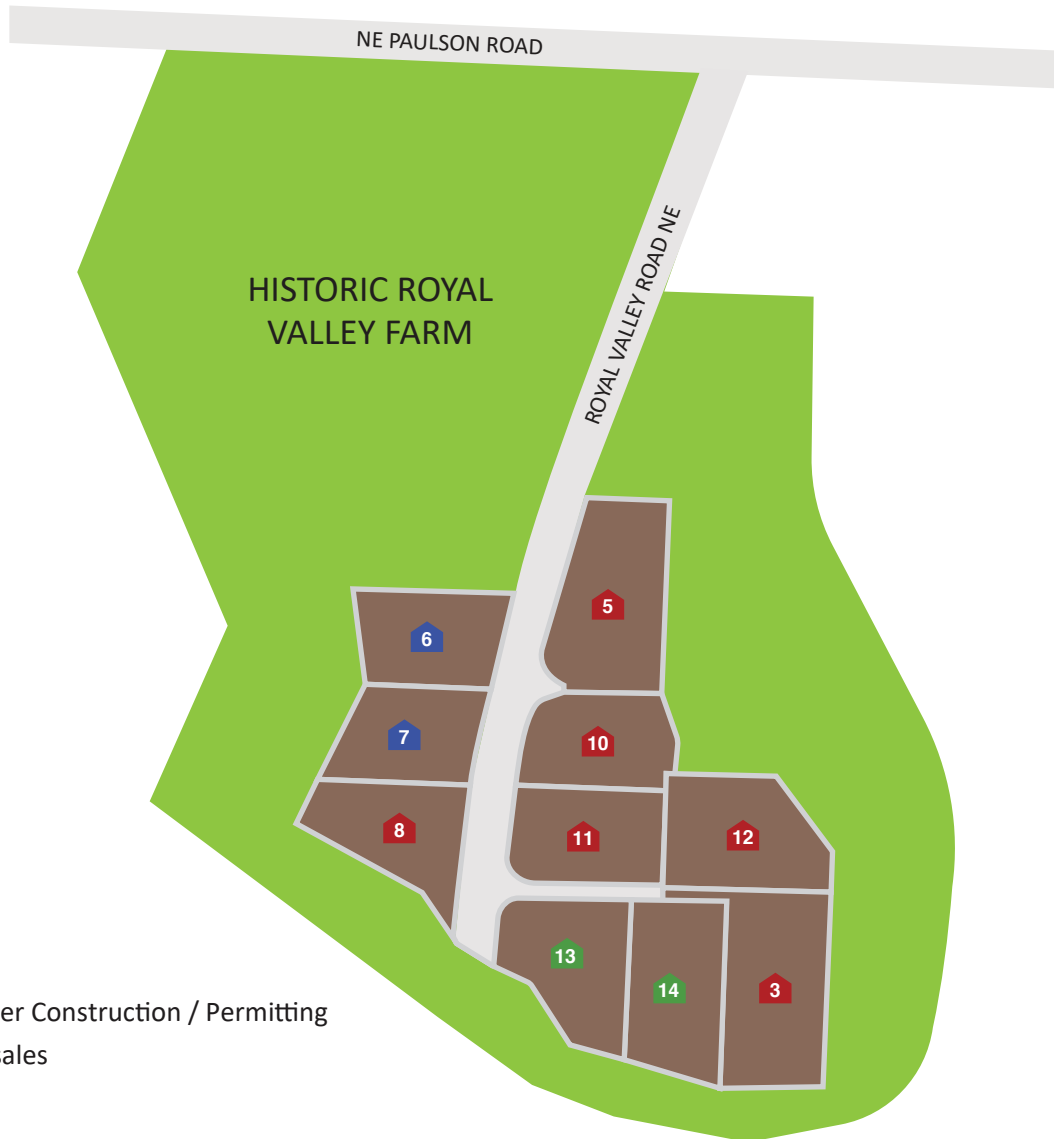 NE PAULSON ROAD
ROYAL VALLEY ROAD NE
HISTORIC ROYAL
VALLEY FARM
5
6
7
10
8
11
12
13
14
3
er Construction / Permitting
sales